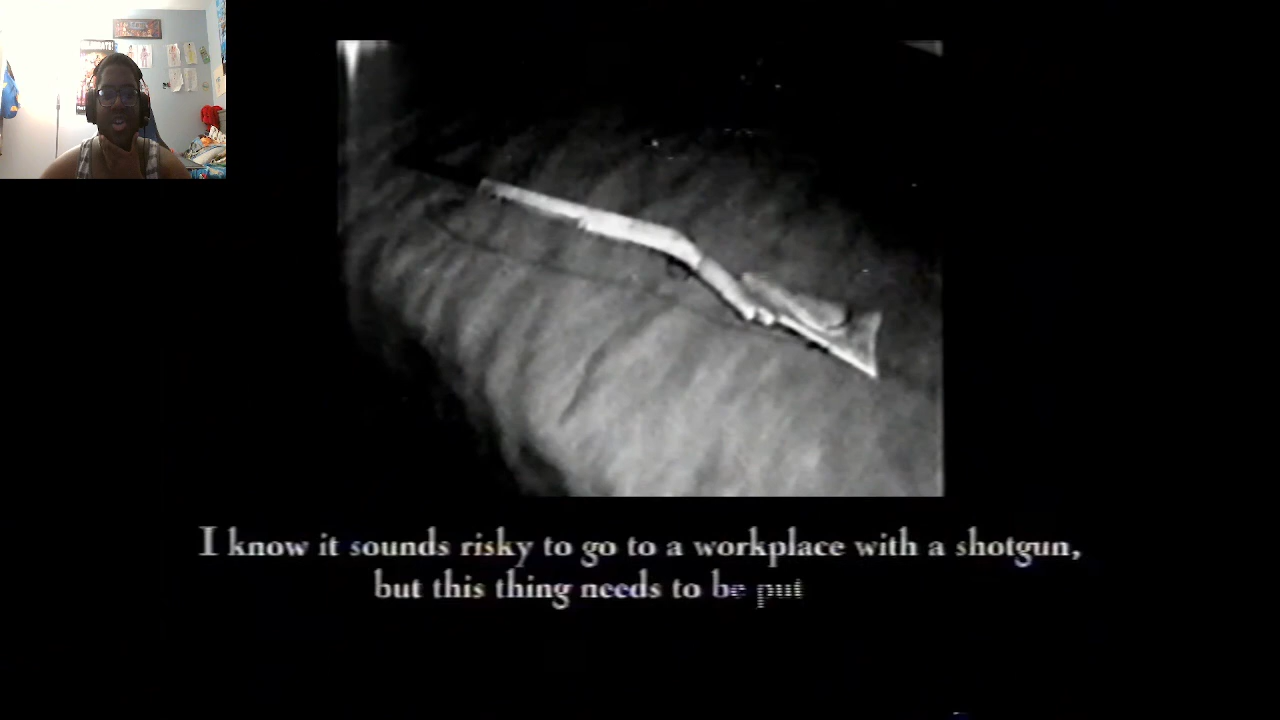 I know it sounds risky to go to a workplace with a shotgun,
but this thing needs to be put